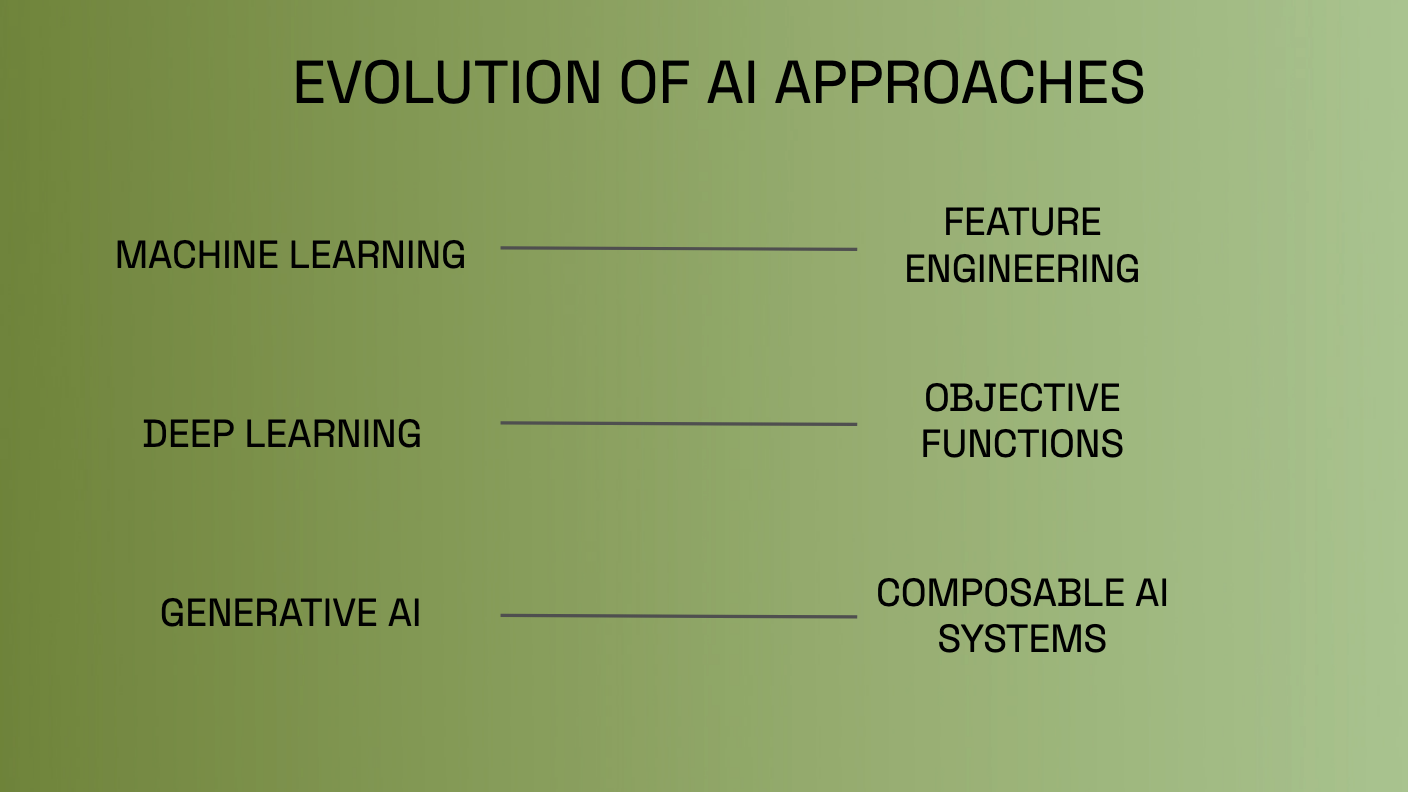 EVOLUTION OF AI APPROACHES
MACHINE LEARNING
FEATURE
ENGINEERING
DEEP LEARNING
OBJECTIVE
FUNCTIONS
GENERATIVE AI
COMPOSABLE AI
SYSTEMS